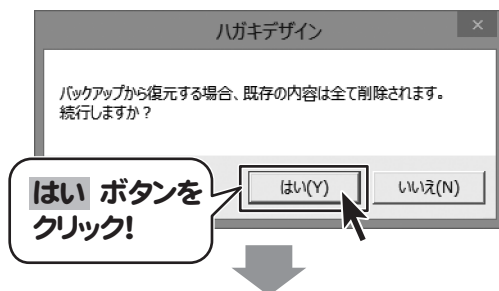 ハガキデザイン
バックアップから復元する場合、既存の内容は全て削除されます。
続行しますか？
はい(Y)
いいえ(N)
はい ボタンを
クリック!